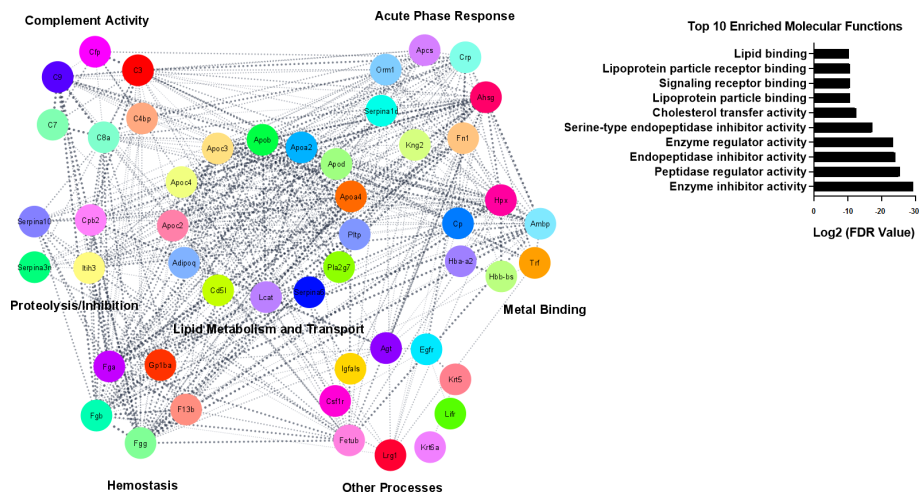 Complement Activity
Acute Phase Response
Cfp
C9
C3
C7
C8a
C4bp
Apcs
Crp
Orm1
Ahsg
Kng2
Fn1
Apoc3
Apob
Apoa2
Apod
Apoc4
Apoa4
Apoc2
Pltp
Adipoq
Pla2g7
Cd5l
Lcat
Serpina10
Cpb2
Serpina3n
Itih3
Proteolysis/Inhibition
Lipid Metabolism and Transport
Hpx
Cp
Ambp
Hba-a2
Hbb-bs
Trf
Metal Binding
Fga
Gp1ba
Fgb
F13b
Fgg
Hemostasis
Agt
Egfr
Igfals
Krt5
Csf1r
Lifr
Fetub
Lrg1
Krt6a
Other Processes
Top 10 Enriched Molecular Functions
Lipid binding
Lipoprotein particle receptor binding
Signaling receptor binding
Lipoprotein particle binding
Cholesterol transfer activity
Serine-type endopeptidase inhibitor activity
Enzyme regulator activity
Endopeptidase inhibitor activity
Peptidase regulator activity
Enzyme inhibitor activity
0 -10 -20 -30
Log2 (FDR Value)